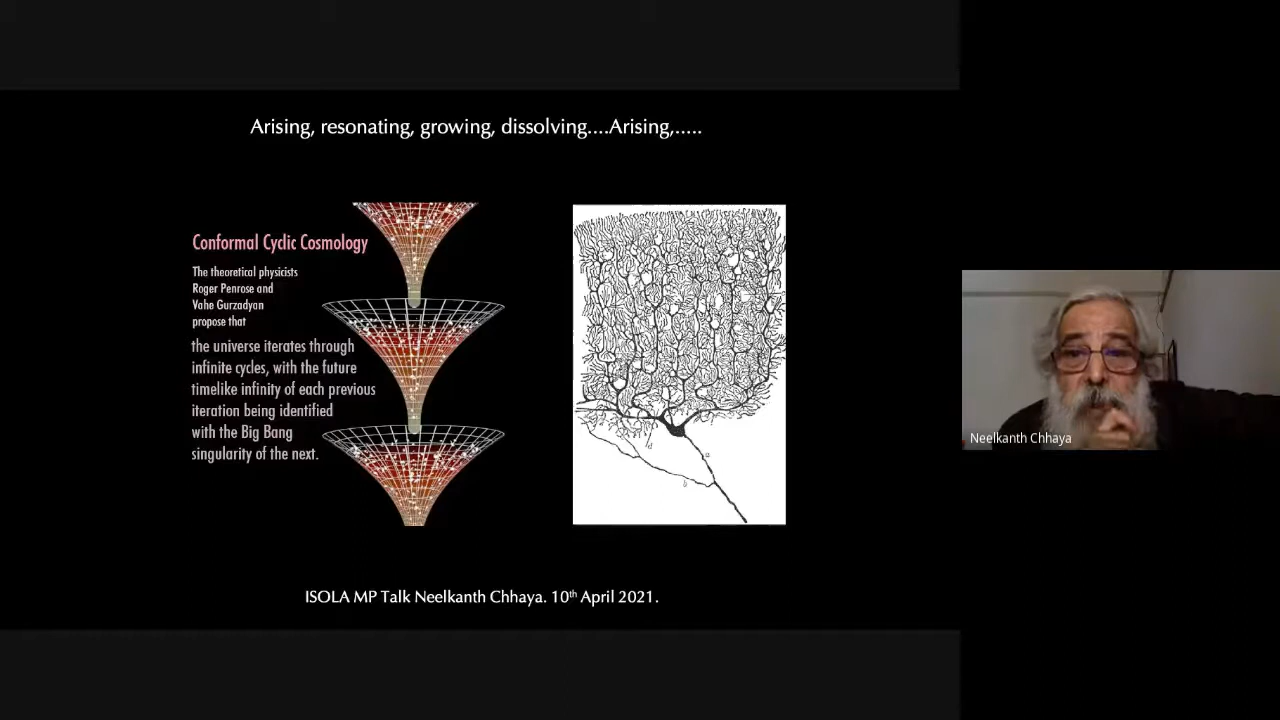 Arising, resonating, growing, dissolving....Arising,.....
Conformal Cyclic Cosmology
The theoretical physicists
Roger Penrose and
Vahe Gurzadyan
propose that
the universe iterates through
infinite cycles, with the future
timelike infinity of each previous
iteration being identified
with the Big Bang
singularity of the next.
a
d
b
Neelkanth Chhaya
ISOLA MP Talk Neelkanth Chhaya. 10th April 2021.